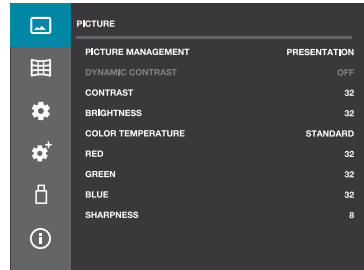 PICTURE
PICTURE MANAGEMENT PRESENTATION
DYNAMIC CONTRAST OFF
CONTRAST 32
BRIGHTNESS 32
COLOR TEMPERATURE STANDARD
RED 32
GREEN 32
BLUE 32
SHARPNESS 8